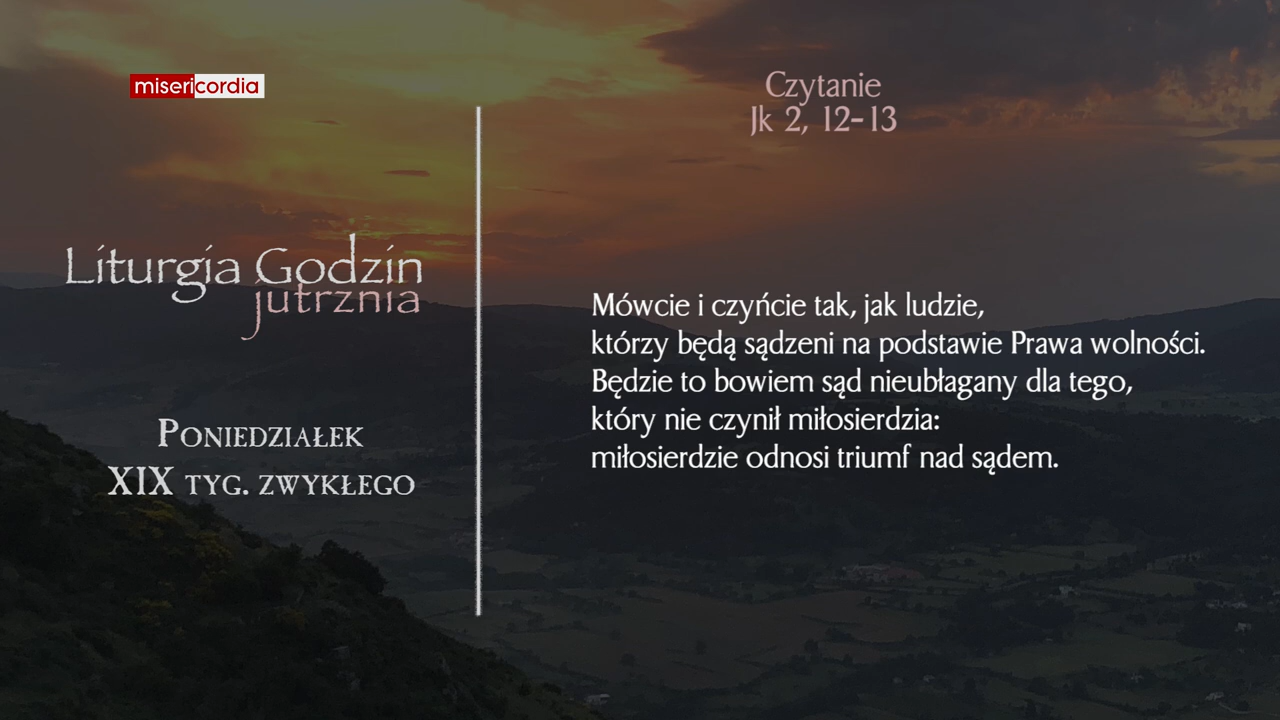 misericordia
Liturgia Godzin
jutrznia
Poniedziałek
XIX tyg. zwykłego
Czytanie
Jk 2, 12-13
Mówcie i czyńcie tak, jak ludzie,
którzy będą sądzeni na podstawie Prawa wolności.
Będzie to bowiem sąd nieubłagany dla tego,
który nie czynił miłosierdzia:
miłosierdzie odnosi triumf nad sądem.